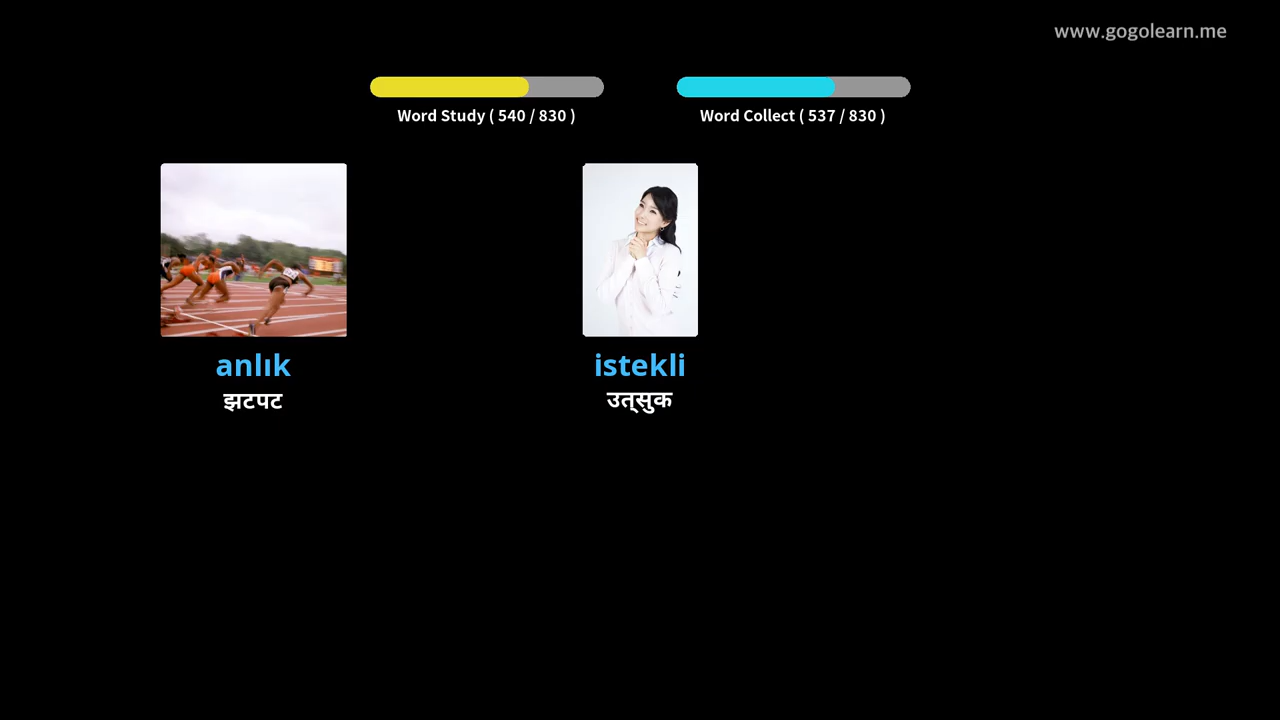 www.gogolearn.me
Word Study ( 540 / 830 )
Word Collect ( 537 / 830 )
anlık
झटपट
istekli
उत्सुक